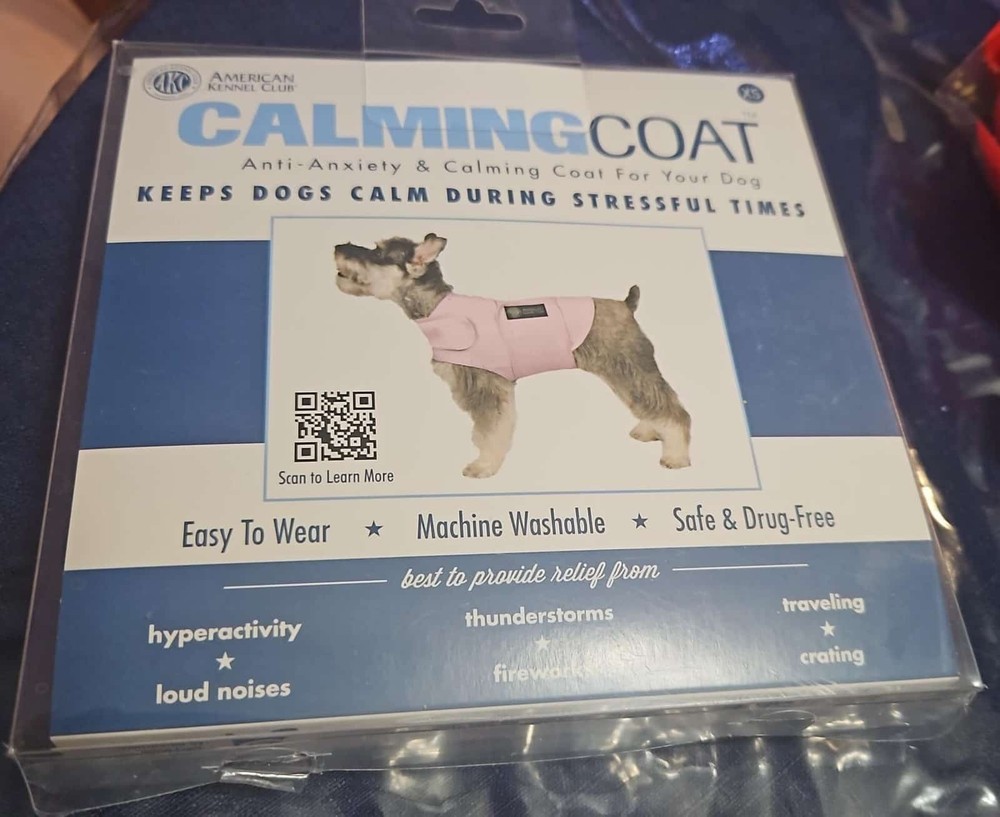 AKC
AMERICAN
KENNEL CLUB
XS
CALMINGCOAT
Anti-Anxiety & Calming Coat For Your Dog
KEEPS DOGS CALM DURING STRESSFUL TIMES
Scan to Learn More
Easy To Wear ★ Machine Washable ★ Safe & Drug-Free
best to provide relief from
hyperactivity
★
loud noises
thunderstorms
★
fireworks
traveling
★
crating